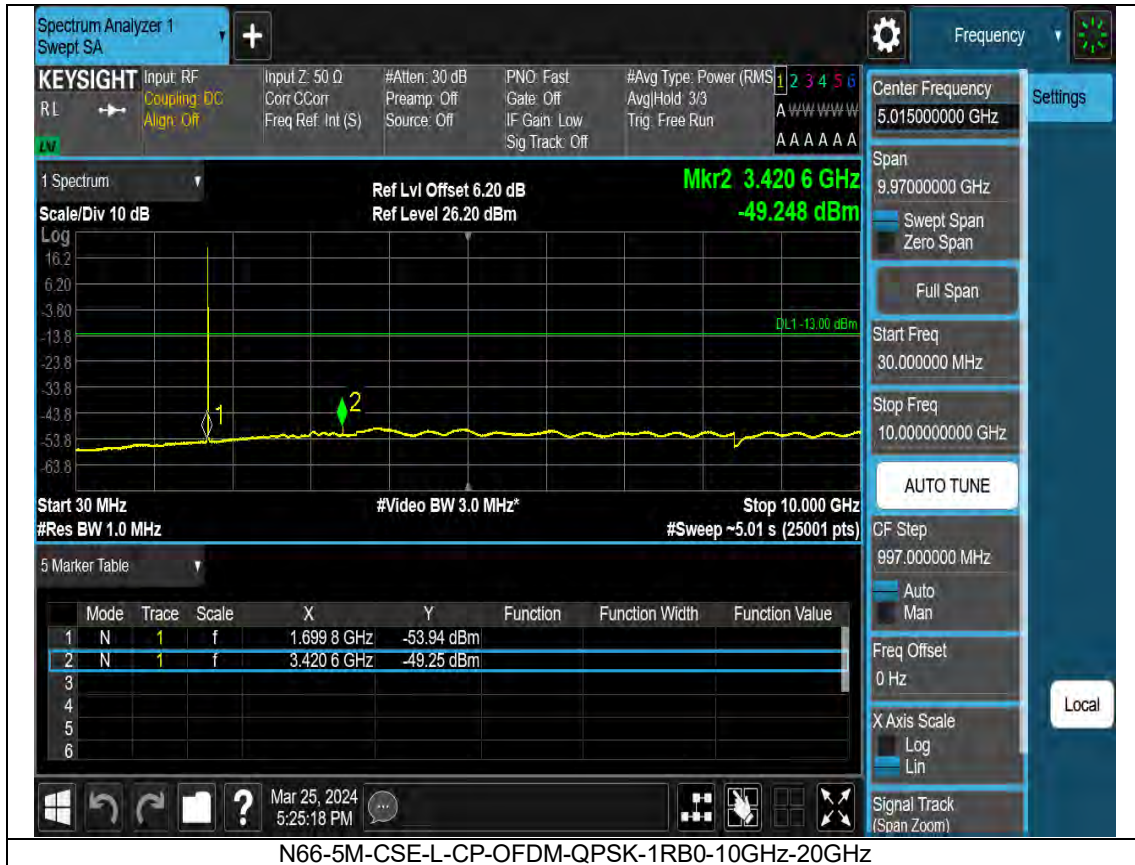 Spectrum Analyzer 1
Swept SA
Frequency
KEYSIGHT
RL
Input: RF
Coupling: DC
Align: Off
Input Z: 50 Ω
Corr CCorr
Freq Ref: Int (S)
#Atten: 30 dB
Preamp: Off
Source: Off
PNO: Fast
Gate: Off
IF Gain: Low
Sig Track: Off
#Avg Type: Power (RMS
Avg|Hold: 3/3
Trig: Free Run
1 2 3 4 5 6
A W W W W W
A A A A A A
1 Spectrum
Scale/Div 10 dB
Ref Lvl Offset 6.20 dB
Ref Level 26.20 dBm
Mkr2 3.420 6 GHz
-49.248 dBm
Log
16.2
6.20
-3.80
-13.8
-23.8
-33.8
-43.8
-53.8
-63.8
DL1 -13.00 dBm
1
2
Start 30 MHz
#Res BW 1.0 MHz
#Video BW 3.0 MHz*
Stop 10.000 GHz
#Sweep ~5.01 s (25001 pts)
5 Marker Table
Mode Trace Scale X Y Function Function Width Function Value
1 N 1 f 1.699 8 GHz -53.94 dBm
2 N 1 f 3.420 6 GHz -49.25 dBm
3
4
5
6
Mar 25, 2024
5:25:18 PM
Center Frequency
5.015000000 GHz
Settings
Span
9.97000000 GHz
Swept Span
Zero Span
Full Span
Start Freq
30.000000 MHz
Stop Freq
10.000000000 GHz
AUTO TUNE
CF Step
997.000000 MHz
Auto
Man
Freq Offset
0 Hz
Local
X Axis Scale
Log
Lin
Signal Track
(Span Zoom)
N66-5M-CSE-L-CP-OFDM-QPSK-1RB0-10GHz-20GHz